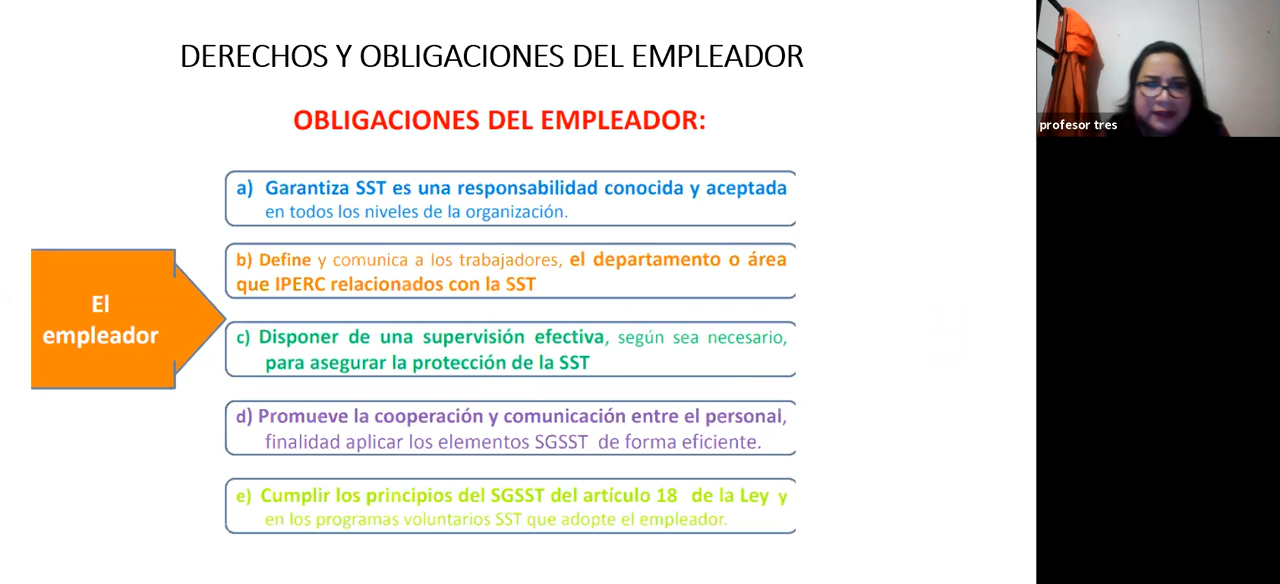 DERECHOS Y OBLIGACIONES DEL EMPLEADOR
OBLIGACIONES DEL EMPLEADOR:
a) Garantiza SST es una responsabilidad conocida y aceptada
en todos los niveles de la organización.
b) Define y comunica a los trabajadores, el departamento o área
que IPERC relacionados con la SST
El
empleador
c) Disponer de una supervisión efectiva, según sea necesario,
para asegurar la protección de la SST
d) Promueve la cooperación y comunicación entre el personal,
finalidad aplicar los elementos SGSST de forma eficiente.
e) Cumplir los principios del SGSST del artículo 18 de la Ley y
en los programas voluntarios SST que adopte el empleador.
profesor tres